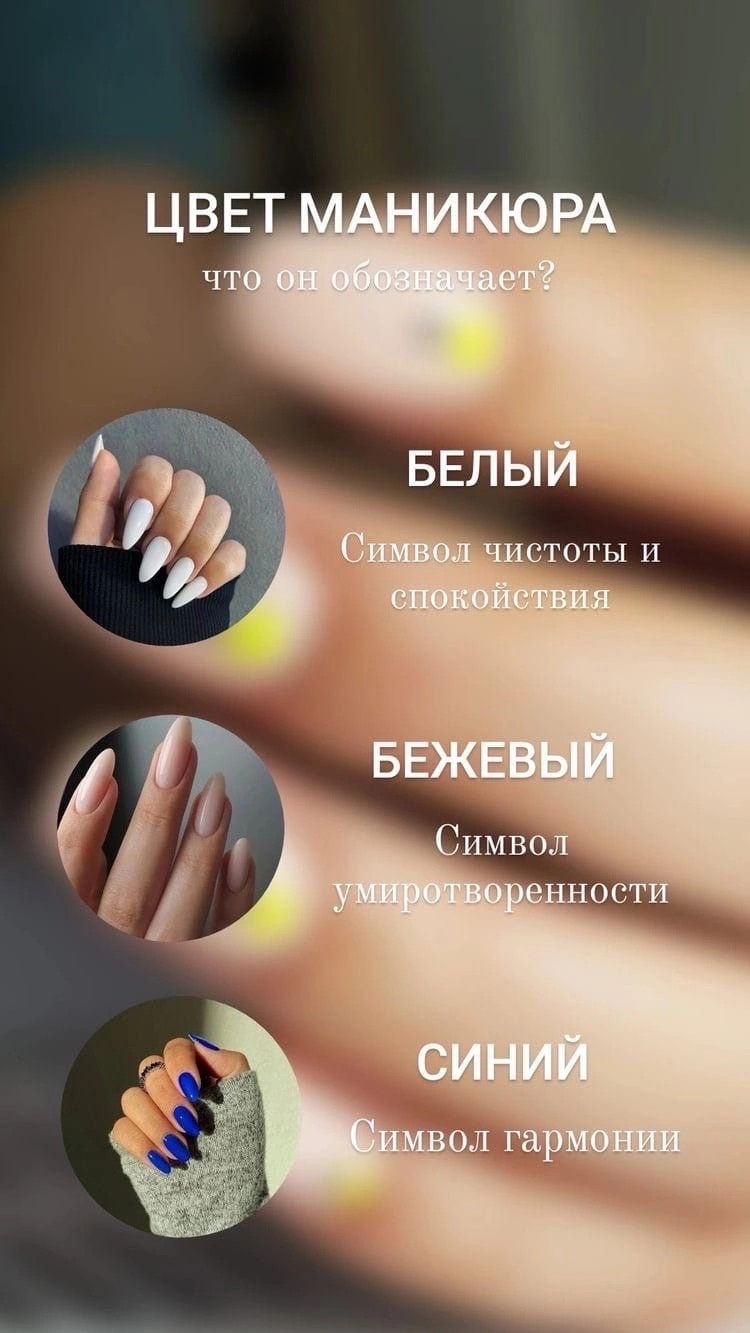 ЦВЕТ МАНИКЮРА
что он обозначает?
БЕЛЫЙ
Символ чистоты и
спокойствия
БЕЖЕВЫЙ
Символ
умиротворенности
СИНИЙ
Символ гармонии